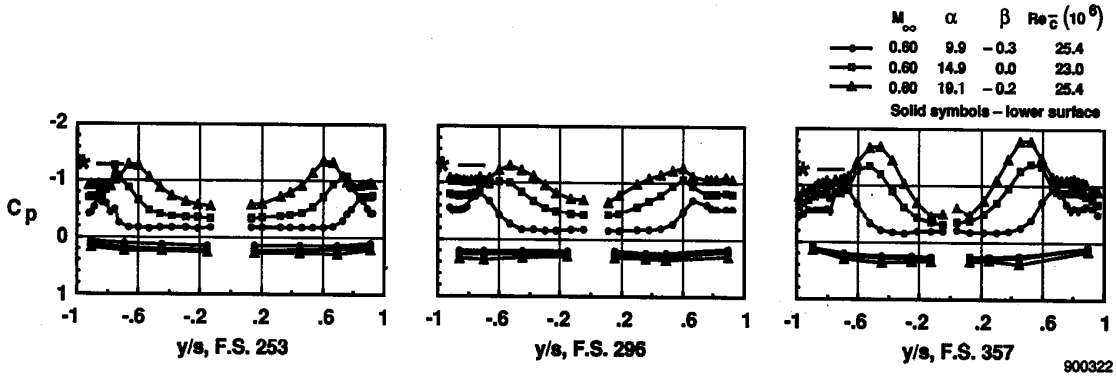 M∞ α β Re c̄ (10⁶)
0.60 9.9 –0.3 25.4
0.60 14.9 0.0 23.0
0.60 19.1 –0.2 25.4
Solid symbols – lower surface
-2
-1
0
1
Cp
*
*
*
-1 -.6 -.2 .2 .6 1
-1 -.6 -.2 .2 .6 1
-1 -.6 -.2 .2 .6 1
y/s, F.S. 253
y/s, F.S. 296
y/s, F.S. 357
900322